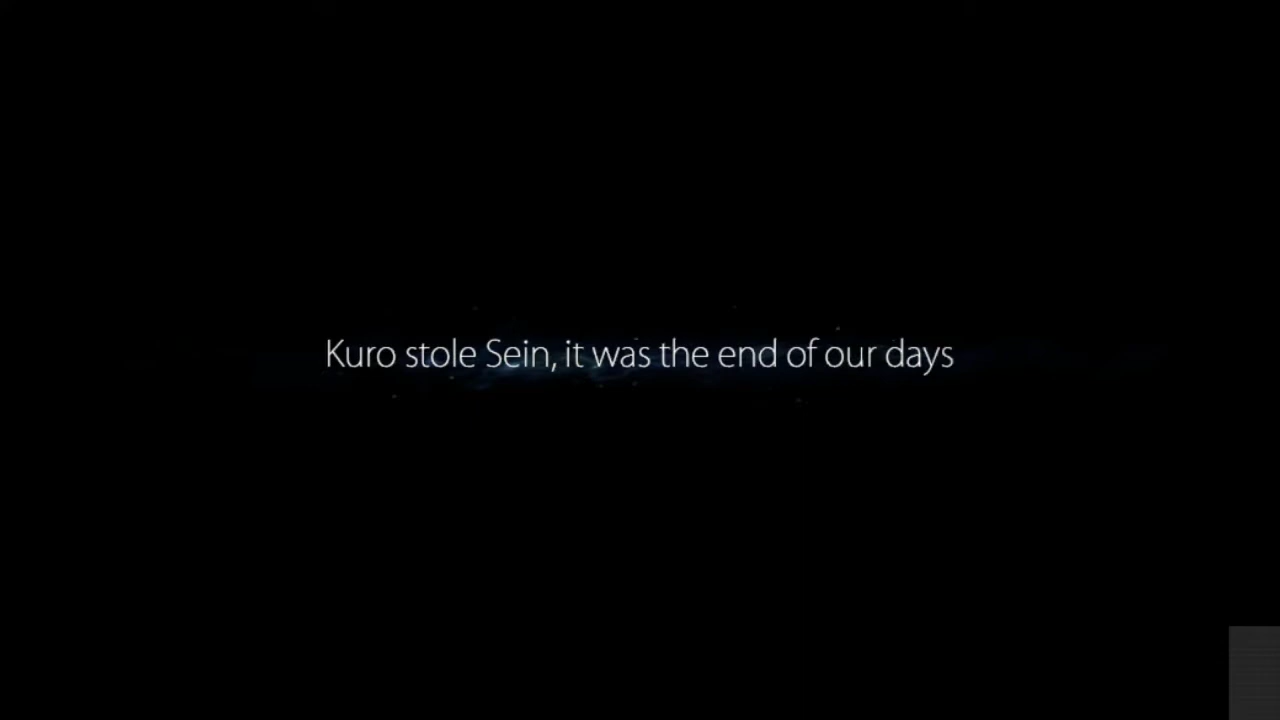 Kuro stole Sein, it was the end of our days